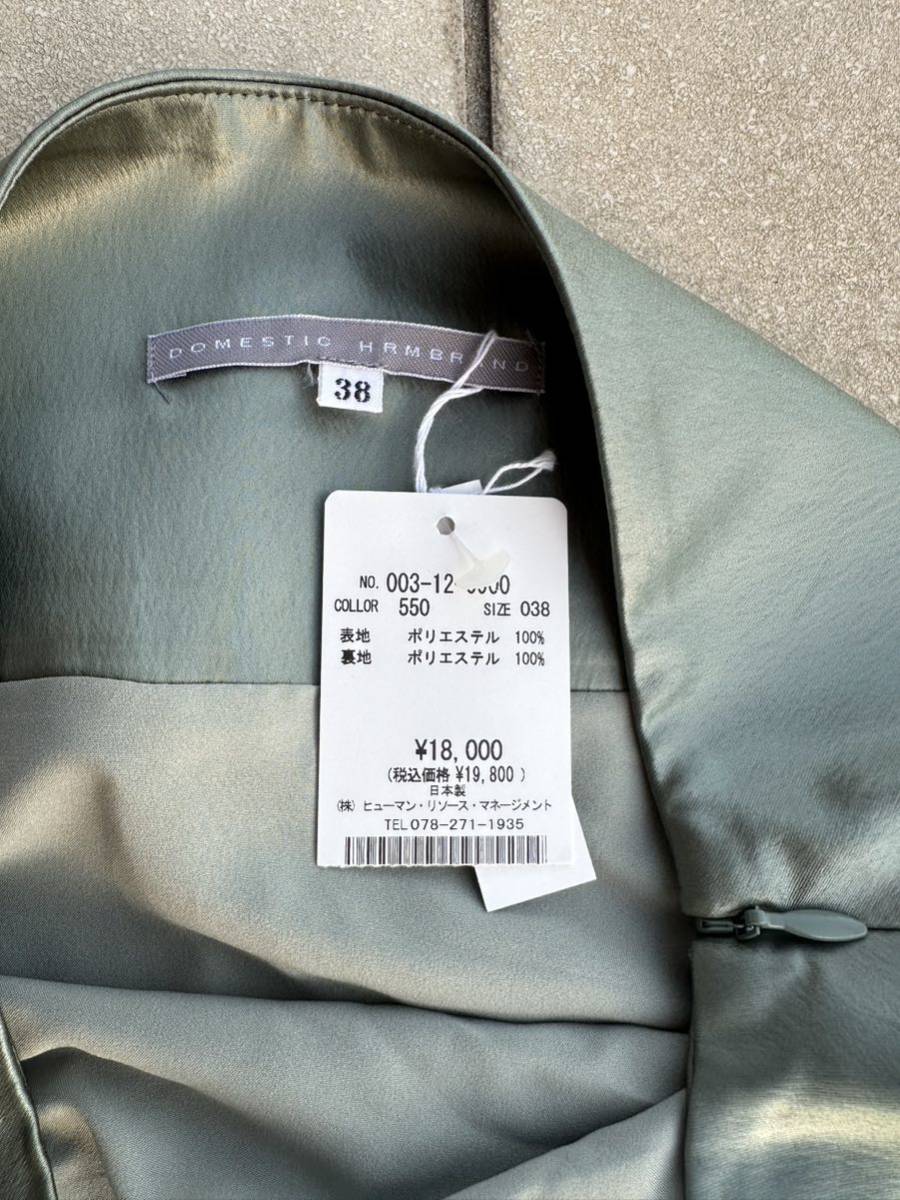 DOMESTIC HRMBRAND
38
NO. 003-12
COLLOR 550 SIZE 038
表地 ポリエステル 100%
裏地 ポリエステル 100%
¥18,000
(税込価格 ¥19,800 )
日本製
(株) ヒューマン・リソース・マネージメント
TEL 078-271-1935